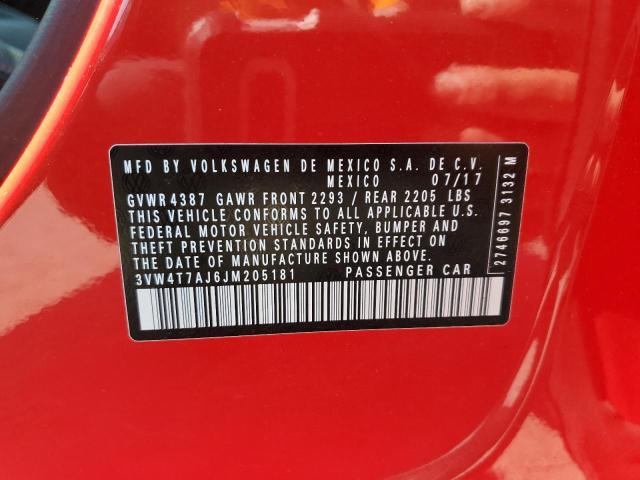 MFD BY VOLKSWAGEN DE MEXICO S.A. DE C.V.
MEXICO 07/17
GVWR 4387 GAWR FRONT 2293 / REAR 2205 LBS
THIS VEHICLE CONFORMS TO ALL APPLICABLE U.S.
FEDERAL MOTOR VEHICLE SAFETY, BUMPER AND
THEFT PREVENTION STANDARDS IN EFFECT ON
THE DATE OF MANUFACTURE SHOWN ABOVE.
3VW4T7AJ6JM205181 PASSENGER CAR
2746697 3132 M